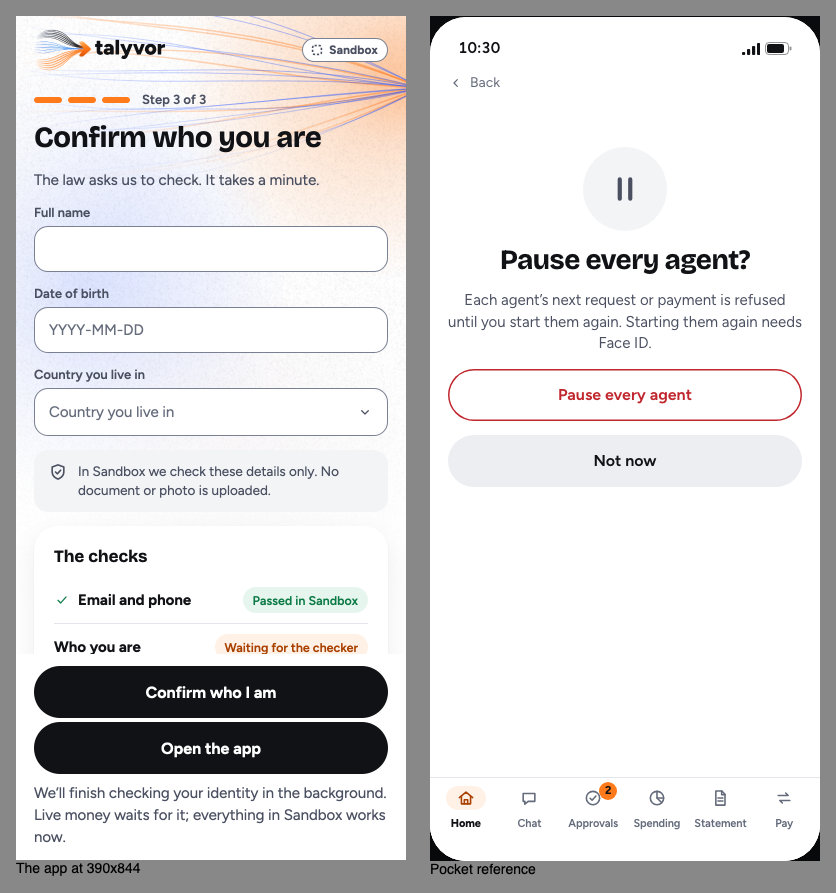 talyvor
Sandbox
Step 3 of 3
Confirm who you are
The law asks us to check. It takes a minute.
Full name
Date of birth
YYYY-MM-DD
Country you live in
Country you live in
In Sandbox we check these details only. No
document or photo is uploaded.
The checks
Email and phone
Passed in Sandbox
Who you are
Waiting for the checker
Confirm who I am
Open the app
We’ll finish checking your identity in the background.
Live money waits for it; everything in Sandbox works
now.
The app at 390x844
10:30
Back
Pause every agent?
Each agent’s next request or payment is refused
until you start them again. Starting them again needs
Face ID.
Pause every agent
Not now
2
Home
Chat
Approvals
Spending
Statement
Pay
Pocket reference